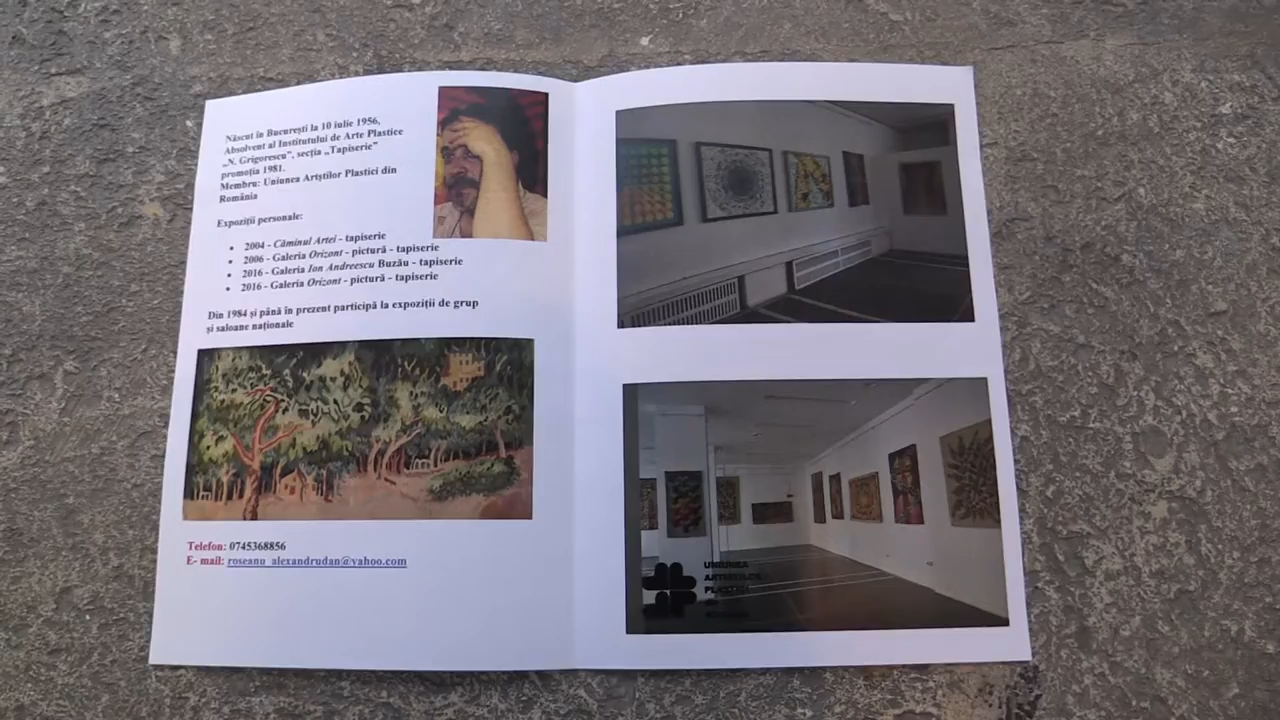 Născut în București la 10 iulie 1956,
Absolvent al Institutului de Arte Plastice
„N. Grigorescu”, secția „Tapiserie”
promoția 1981.
Membru: Uniunea Artștilor Plastici din
România
Expoziții personale:
• 2004 - Căminul Artei - tapiserie
• 2006 - Galeria Orizont - pictură - tapiserie
• 2016 - Galeria Ion Andreescu Buzău - tapiserie
• 2016 - Galeria Orizont - pictură - tapiserie
Din 1984 și până în prezent participă la expoziții de grup
și saloane naționale
Telefon: 0745368856
E- mail: roseanu_alexandrudan@yahoo.com
UNIUNEA
ARTIȘTILOR
PLASTICI